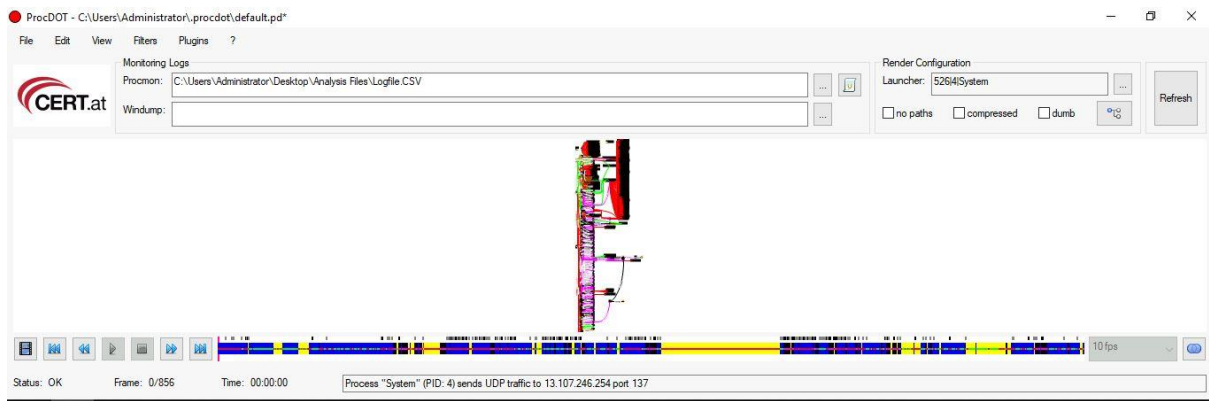 ProcDOT - C:\Users\Administrator\.procdot\default.pd*
File Edit View Filters Plugins ?
Monitoring Logs
Render Configuration
CERT.at
Procmon: C:\Users\Administrator\Desktop\Analysis Files\Logfile.CSV ...
Launcher: 526|4|System ...
Refresh
Windump: ...
no paths compressed dumb
10 fps
Status: OK Frame: 0/856 Time: 00:00:00 Process "System" (PID: 4) sends UDP traffic to 13.107.246.254 port 137